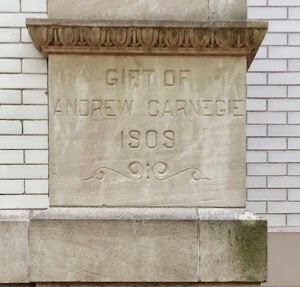 GIFT OF
ANDREW CARNEGIE
1909